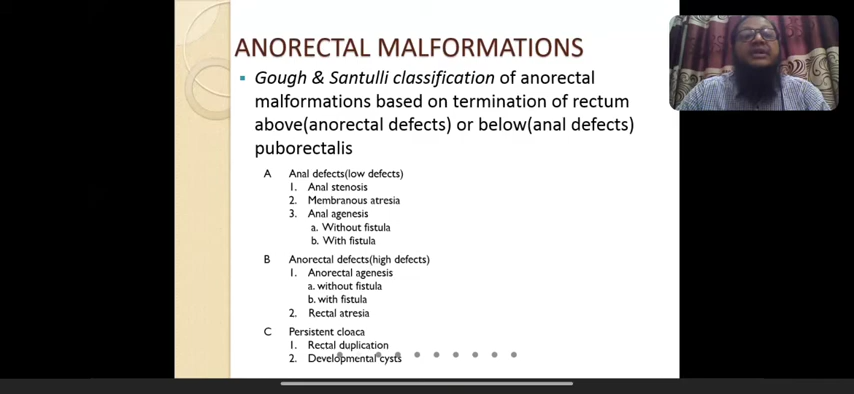 ANORECTAL MALFORMATIONS
Gough & Santulli classification of anorectal
malformations based on termination of rectum
above(anorectal defects) or below(anal defects)
puborectalis
A Anal defects(low defects)
1. Anal stenosis
2. Membranous atresia
3. Anal agenesis
a. Without fistula
b. With fistula
B Anorectal defects(high defects)
1. Anorectal agenesis
a. without fistula
b. with fistula
2. Rectal atresia
C Persistent cloaca
1. Rectal duplication
2. Developmental cysts